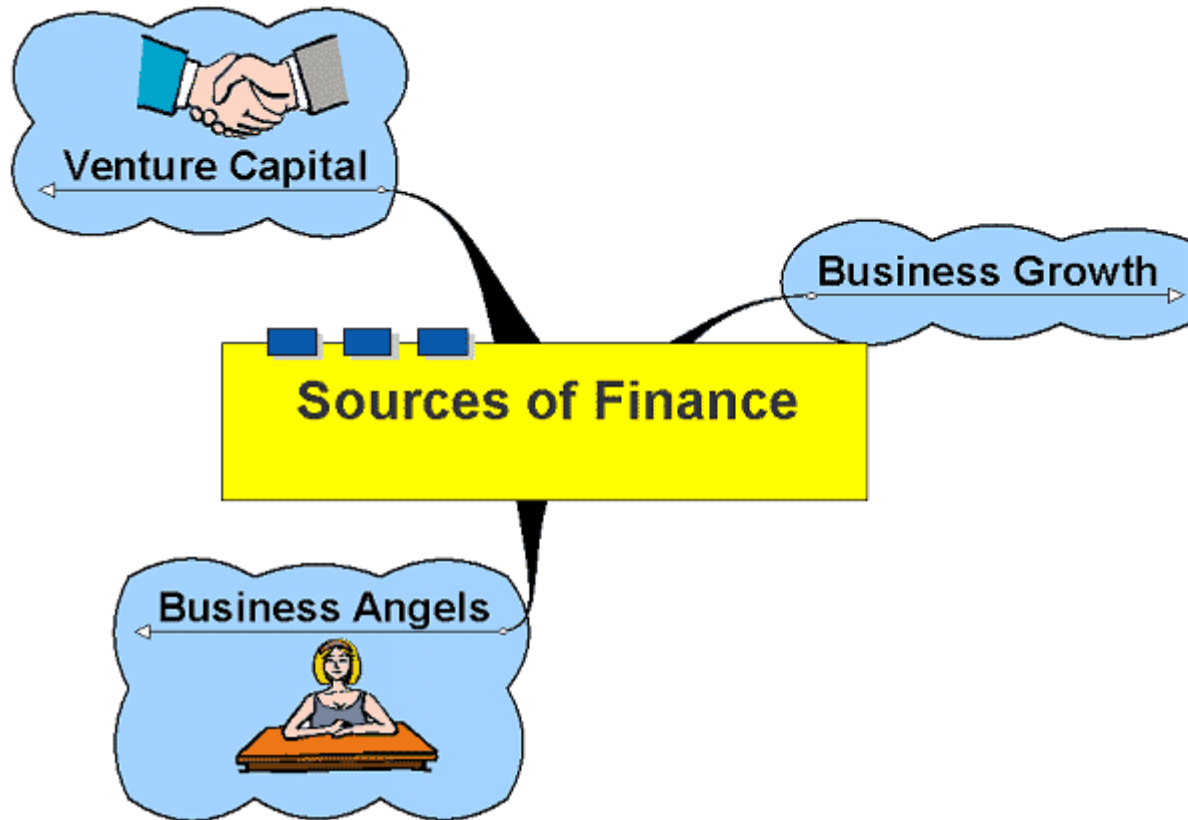 Venture Capital
Business Growth
Sources of Finance
Business Angels